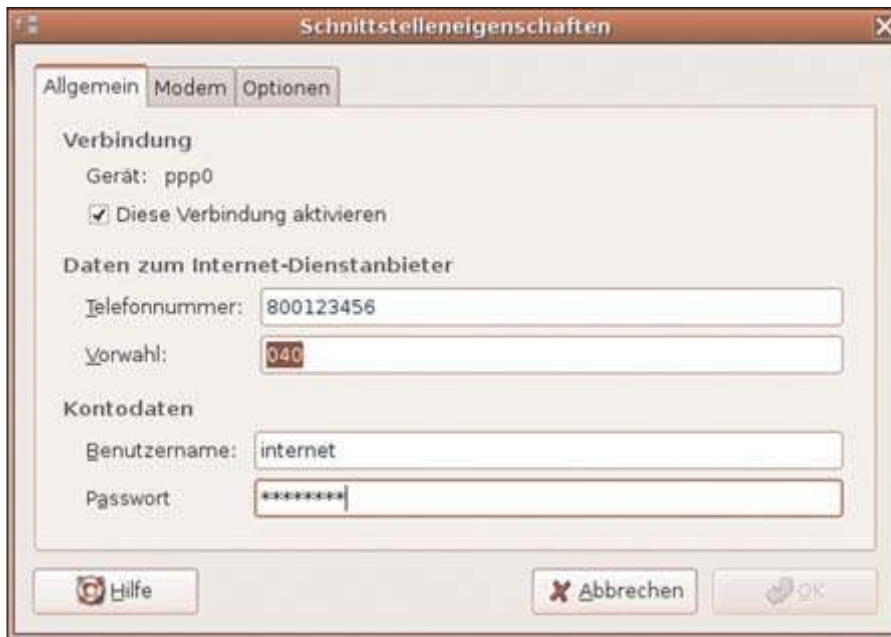 Schnittstelleneigenschaften
Allgemein Modem Optionen
Verbindung
Gerät: ppp0
Diese Verbindung aktivieren
Daten zum Internet-Dienstanbieter
Telefonnummer: 800123456
Vorwahl: 040
Kontodaten
Benutzername: internet
Passwort ********
Hilfe Abbrechen OK